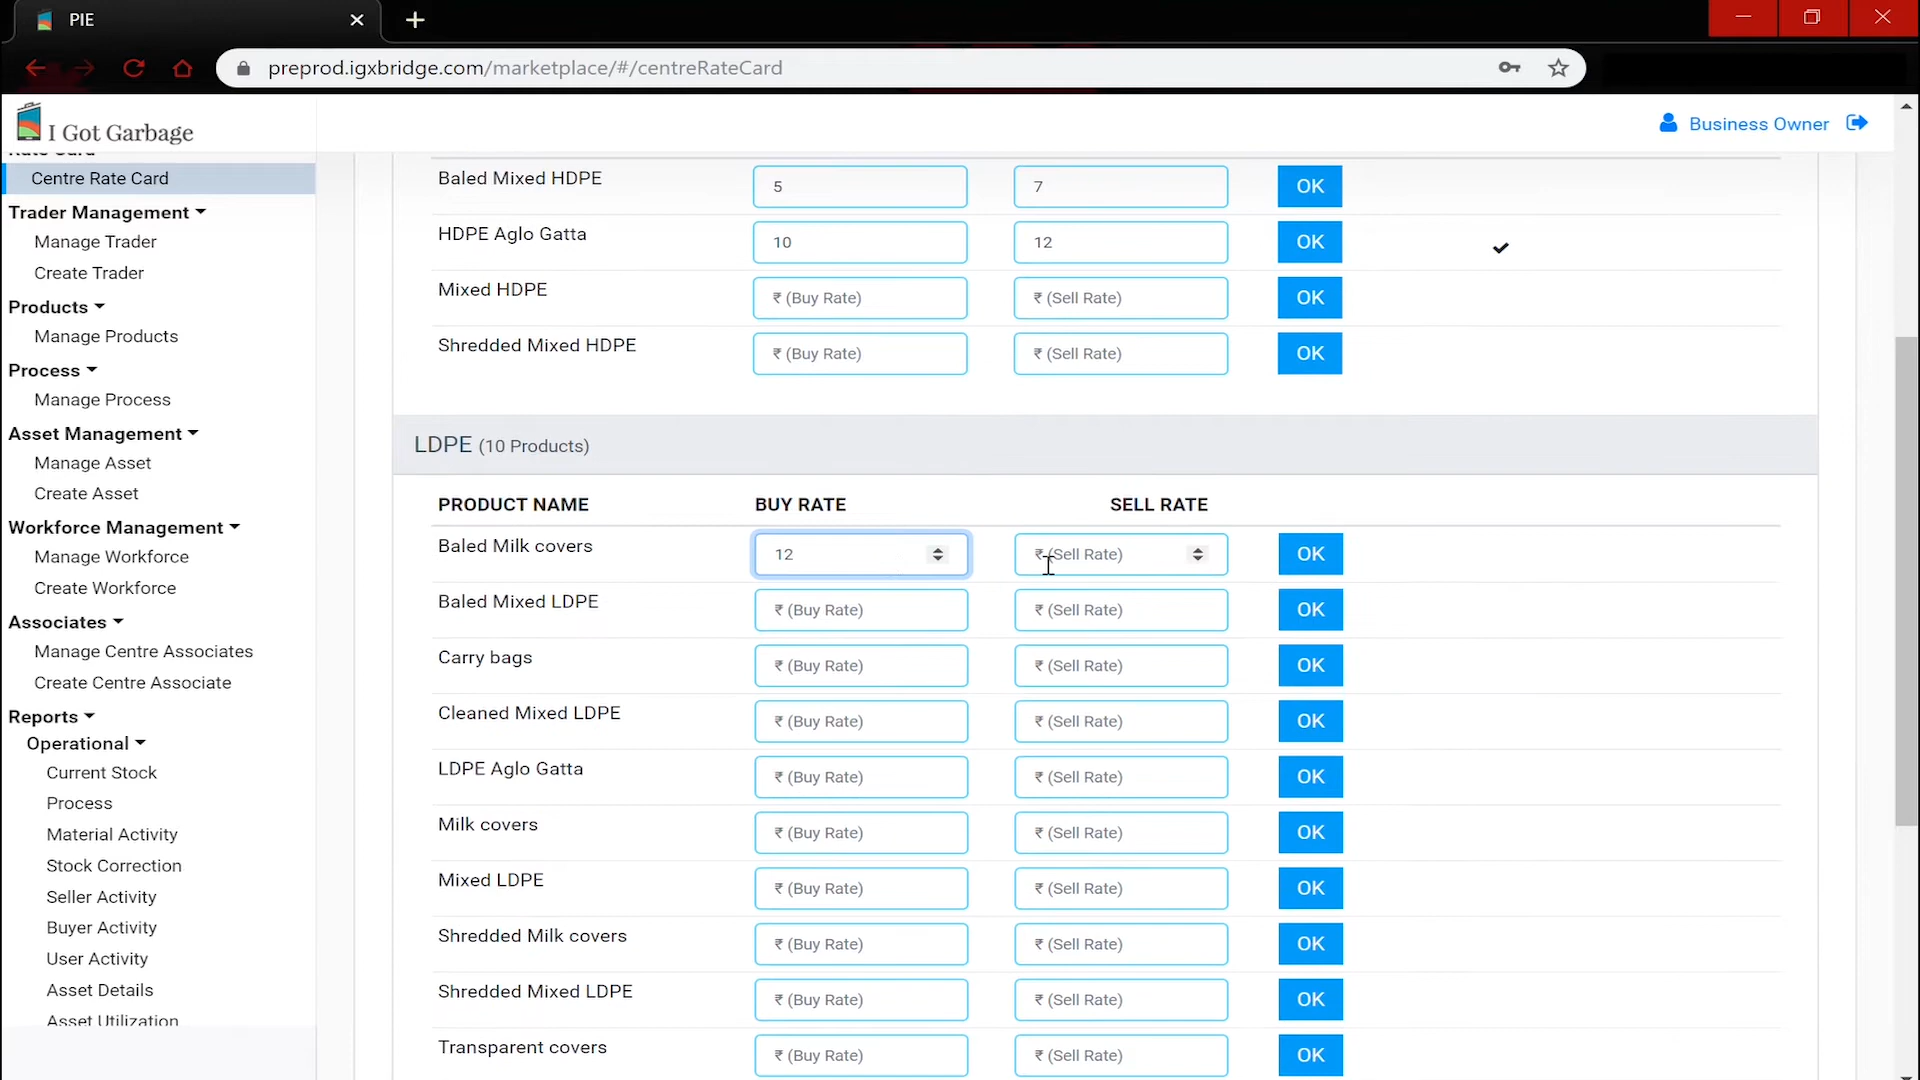 PIE
preprod.igxbridge.com/marketplace/#/centreRateCard
I Got Garbage
Business Owner
Rate Card
Centre Rate Card
Trader Management
Manage Trader
Create Trader
Products
Manage Products
Process
Manage Process
Asset Management
Manage Asset
Create Asset
Workforce Management
Manage Workforce
Create Workforce
Associates
Manage Centre Associates
Create Centre Associate
Reports
Operational
Current Stock
Process
Material Activity
Stock Correction
Seller Activity
Buyer Activity
User Activity
Asset Details
Asset Utilization
Baled Mixed HDPE 5 7 OK
HDPE Aglo Gatta 10 12 OK
Mixed HDPE ₹ (Buy Rate) ₹ (Sell Rate) OK
Shredded Mixed HDPE ₹ (Buy Rate) ₹ (Sell Rate) OK
LDPE (10 Products)
PRODUCT NAME BUY RATE SELL RATE
Baled Milk covers 12 ₹ (Sell Rate) OK
Baled Mixed LDPE ₹ (Buy Rate) ₹ (Sell Rate) OK
Carry bags ₹ (Buy Rate) ₹ (Sell Rate) OK
Cleaned Mixed LDPE ₹ (Buy Rate) ₹ (Sell Rate) OK
LDPE Aglo Gatta ₹ (Buy Rate) ₹ (Sell Rate) OK
Milk covers ₹ (Buy Rate) ₹ (Sell Rate) OK
Mixed LDPE ₹ (Buy Rate) ₹ (Sell Rate) OK
Shredded Milk covers ₹ (Buy Rate) ₹ (Sell Rate) OK
Shredded Mixed LDPE ₹ (Buy Rate) ₹ (Sell Rate) OK
Transparent covers ₹ (Buy Rate) ₹ (Sell Rate) OK